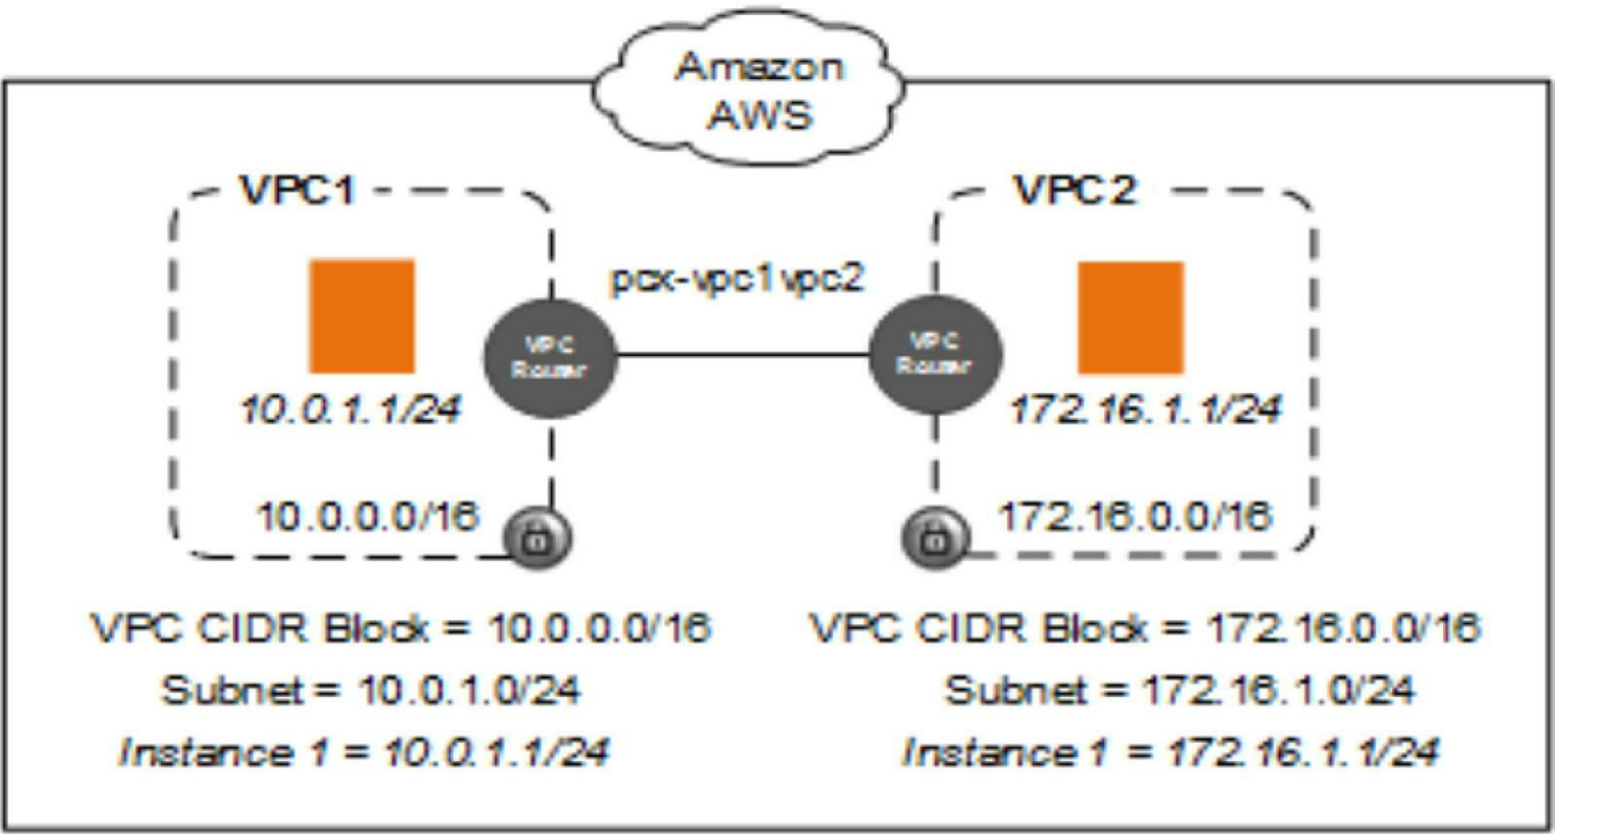 Amazon
AWS
VPC1
VPC2
pcx-vpc1vpc2
VPC
Router
VPC
Router
10.0.1.1/24
172.16.1.1/24
10.0.0.0/16
172.16.0.0/16
VPC CIDR Block = 10.0.0.0/16
VPC CIDR Block = 172.16.0.0/16
Subnet = 10.0.1.0/24
Subnet = 172.16.1.0/24
Instance 1 = 10.0.1.1/24
Instance 1 = 172.16.1.1/24